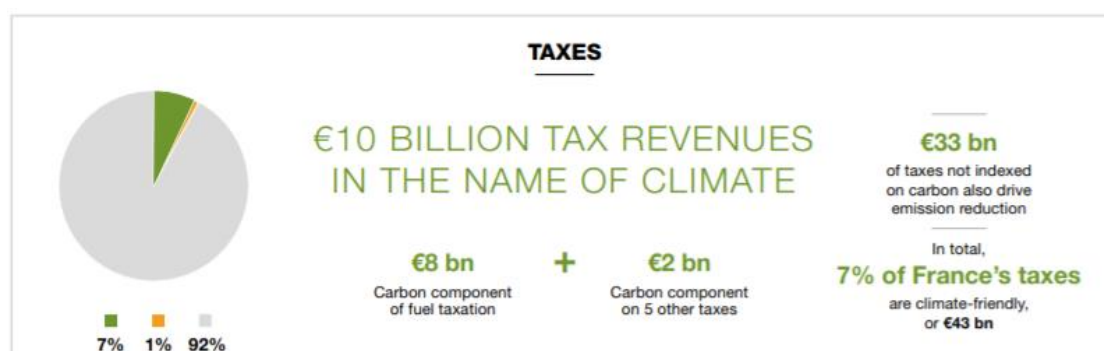 TAXES
€10 BILLION TAX REVENUES
IN THE NAME OF CLIMATE
€8 bn
Carbon component
of fuel taxation
+
€2 bn
Carbon component
on 5 other taxes
€33 bn
of taxes not indexed
on carbon also drive
emission reduction
In total,
7% of France’s taxes
are climate-friendly,
or €43 bn
7% 1% 92%